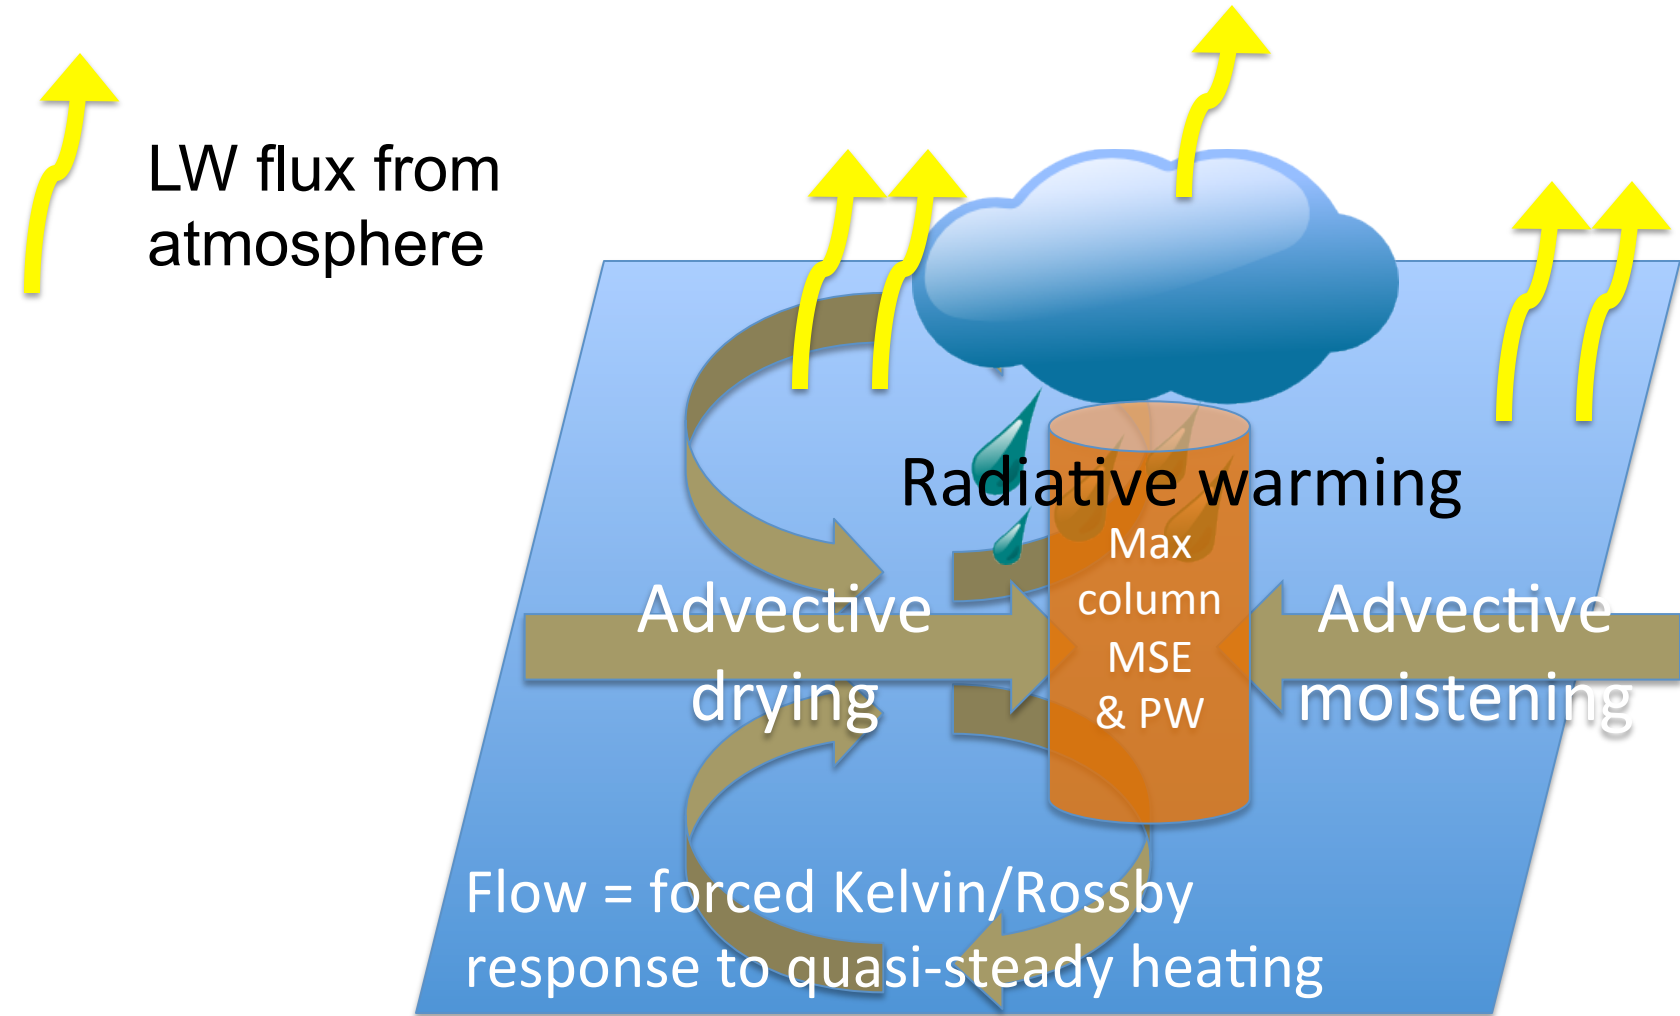 LW flux from
atmosphere
Radiative warming
Max
column
MSE
& PW
Advective
drying
Advective
moistening
Flow = forced Kelvin/Rossby
response to quasi-steady heating